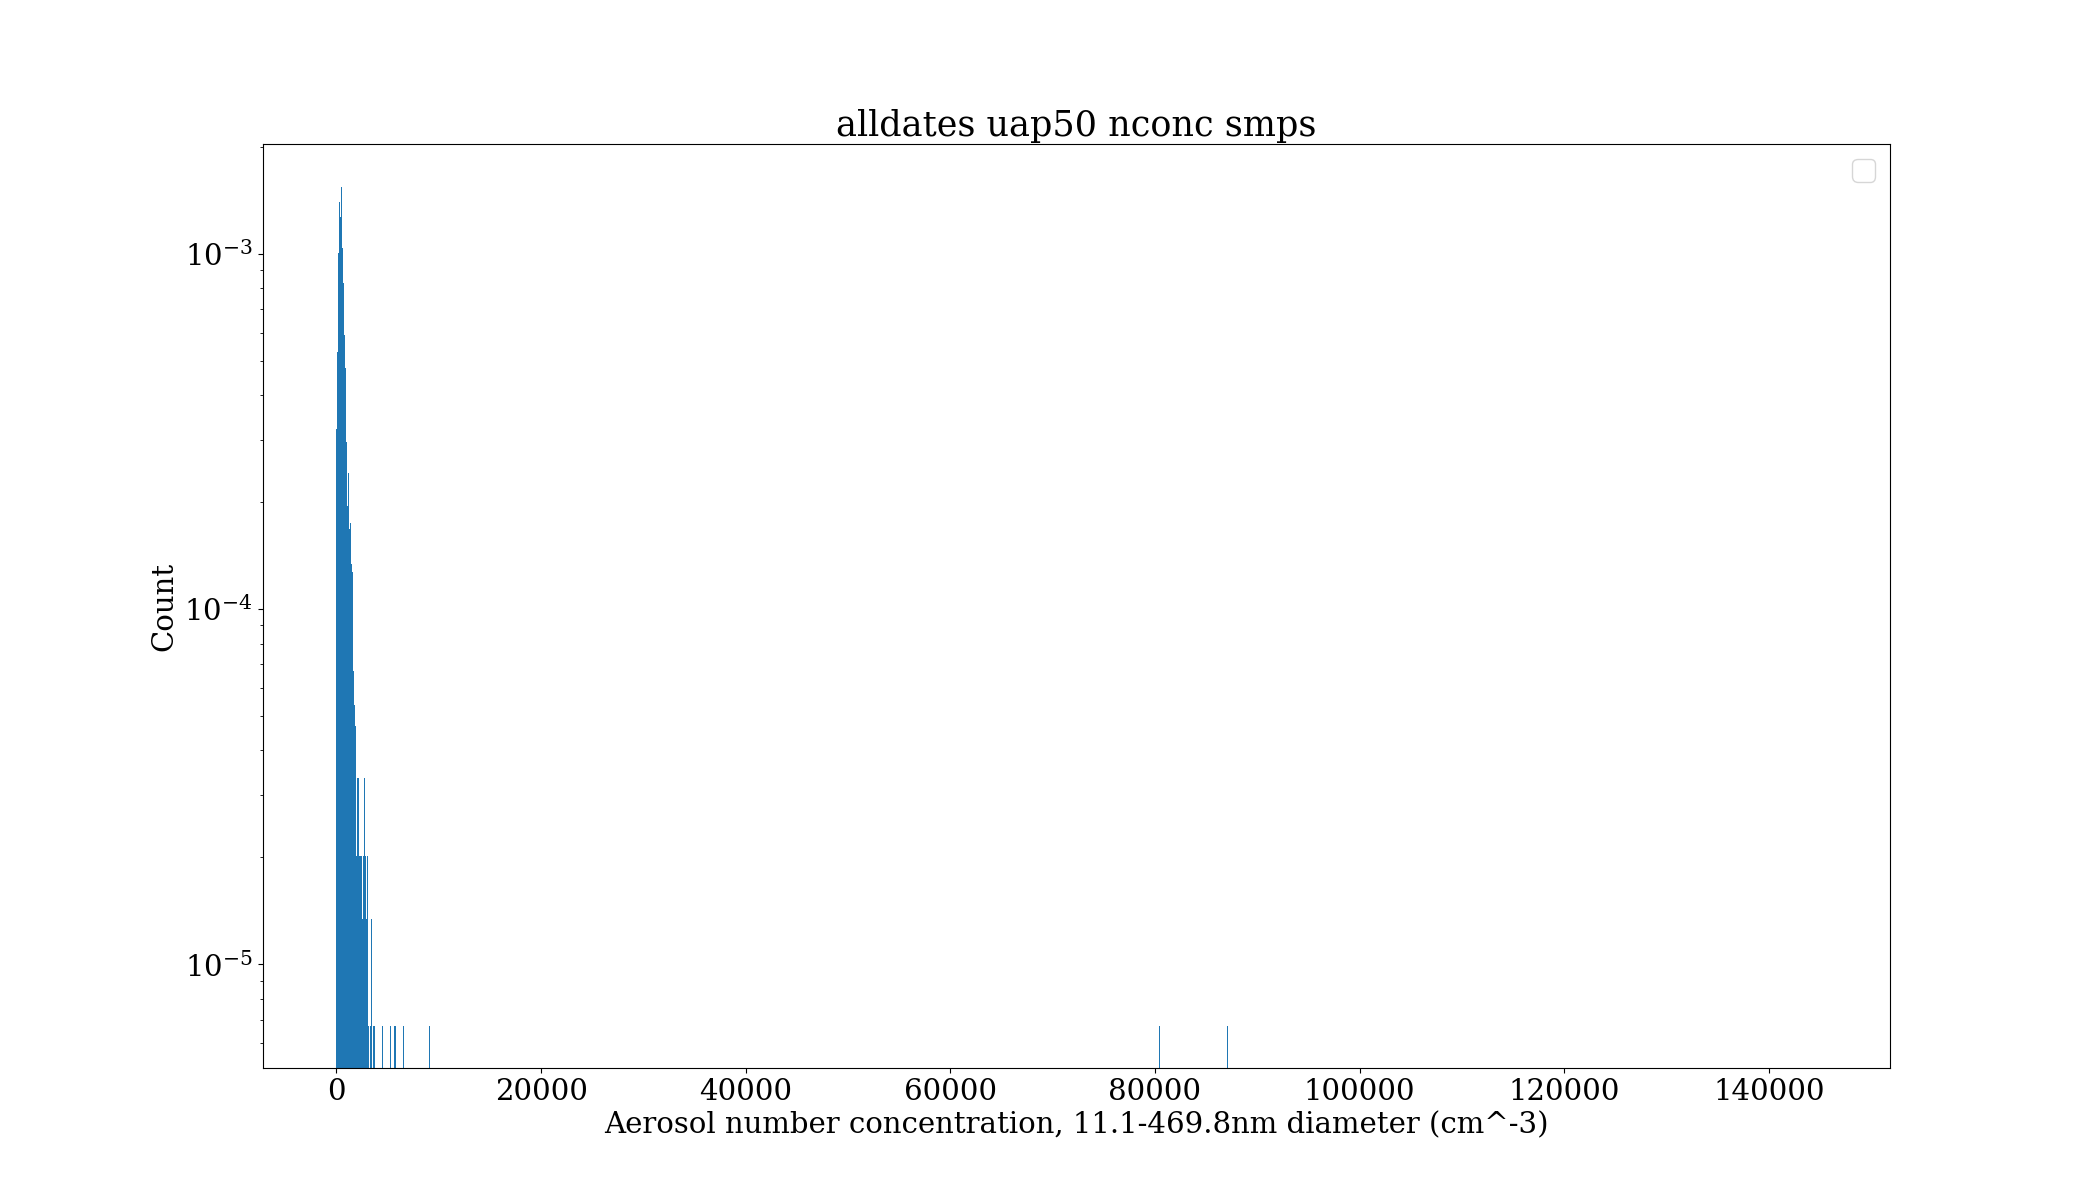 alldates uap50 nconc smps
10⁻³
10⁻⁴
10⁻⁵
Count
0 20000 40000 60000 80000 100000 120000 140000
Aerosol number concentration, 11.1-469.8nm diameter (cm^-3)